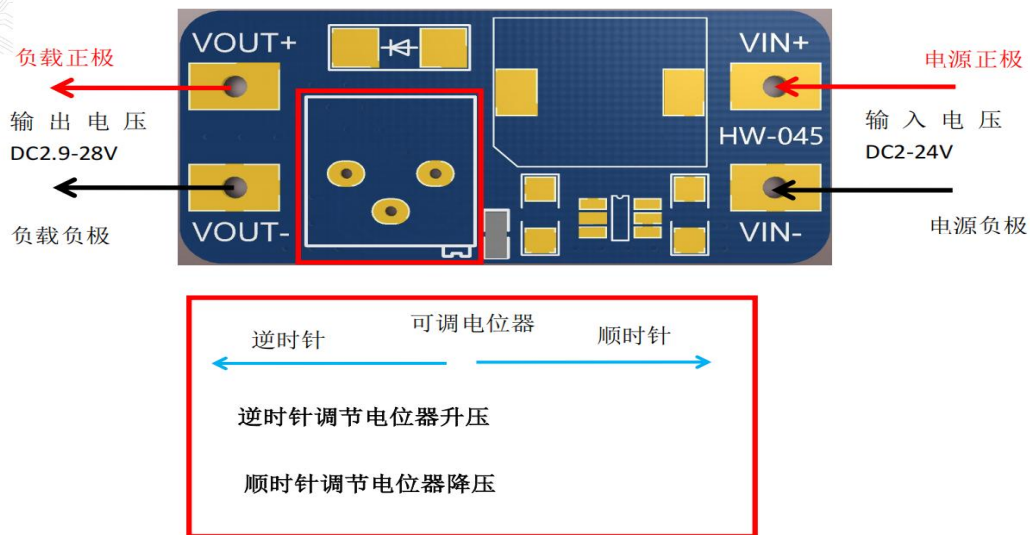 VOUT+
VIN+
负载正极
电源正极
输出电压
DC2.9-28V
输入电压
DC2-24V
HW-045
负载负极
VOUT-
VIN-
电源负极
可调电位器
逆时针
顺时针
逆时针调节电位器升压
顺时针调节电位器降压